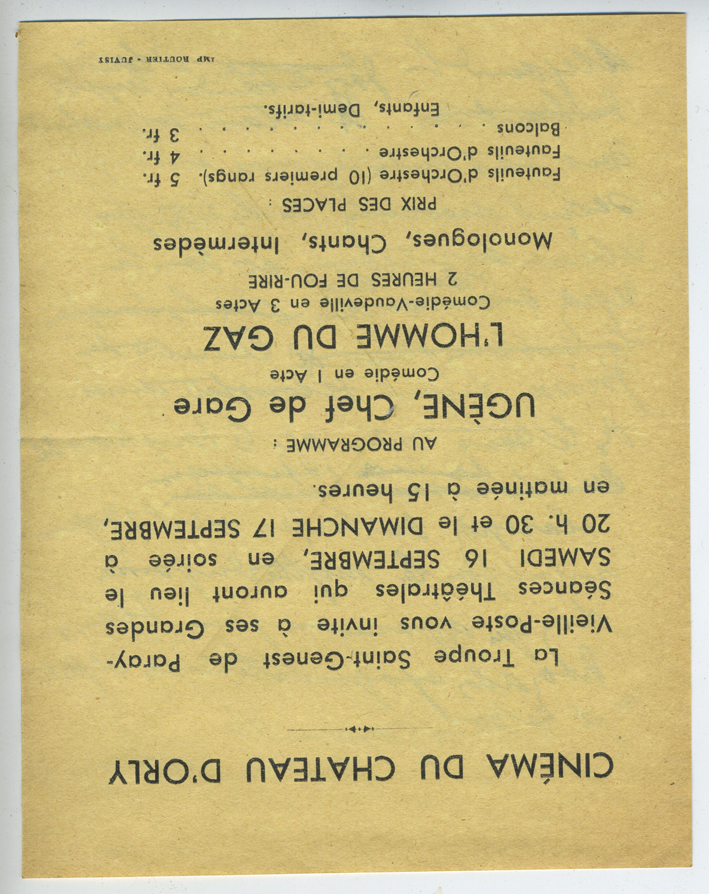 CINÉMA DU CHATEAU D'ORLY
La Troupe Saint-Genest de Paray-
Vieille-Poste vous invite à ses Grandes
Séances Théâtrales qui auront lieu le
SAMEDI 16 SEPTEMBRE, en soirée à
20 h. 30 et le DIMANCHE 17 SEPTEMBRE,
en matinée à 15 heures.
AU PROGRAMME :
UGÈNE, Chef de Gare
Comédie en 1 Acte
L'HOMME DU GAZ
Comédie-Vaudeville en 3 Actes
2 HEURES DE FOU-RIRE
Monologues, Chants, Intermèdes
PRIX DES PLACES :
Fauteuils d'Orchestre (10 premiers rangs). 5 fr.
Fauteuils d'Orchestre . . . . . . . . 4 fr.
Balcons . . . . . . . . . . . . . 3 fr.
Enfants, Demi-tarifs.
IMP ROUTIER - JUVIST